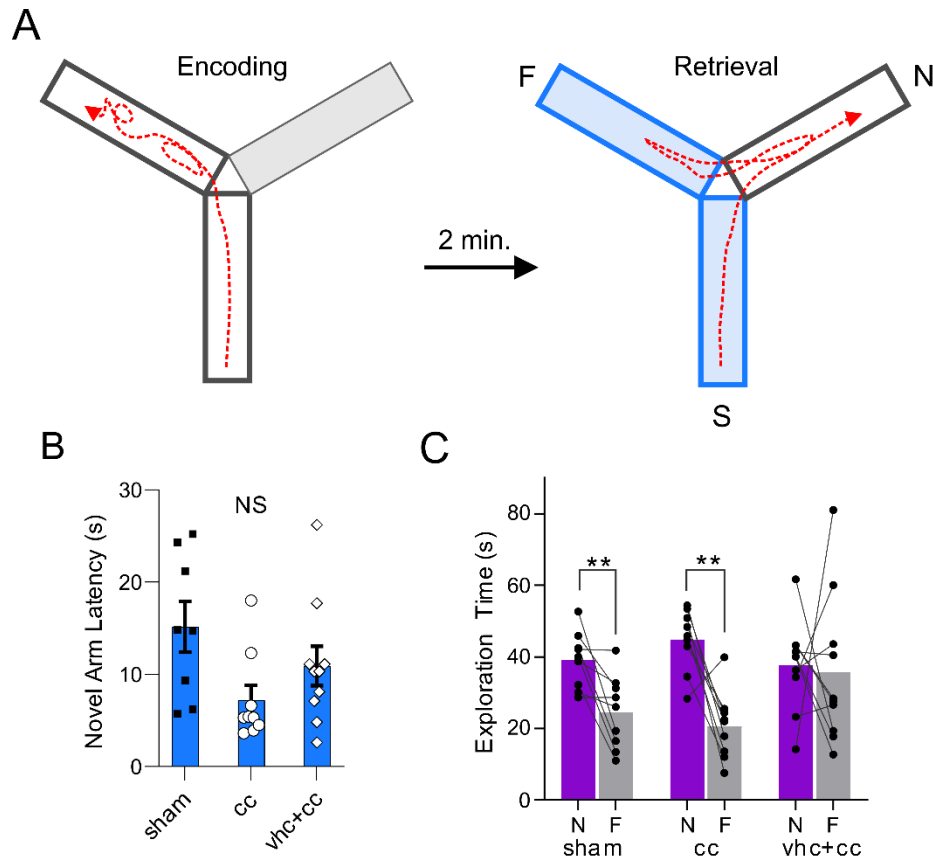 A
Encoding
Retrieval
F
N
2 min.
S
B
C
Novel Arm Latency (s)
30
20
10
0
NS
sham
cc
vhc+cc
Exploration Time (s)
80
60
40
20
0
**
**
N F N F N F
sham cc vhc+cc